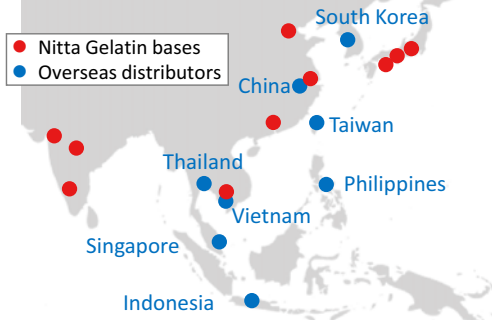 South Korea
Nitta Gelatin bases
Overseas distributors
China
Taiwan
Thailand
Philippines
Vietnam
Singapore
Indonesia